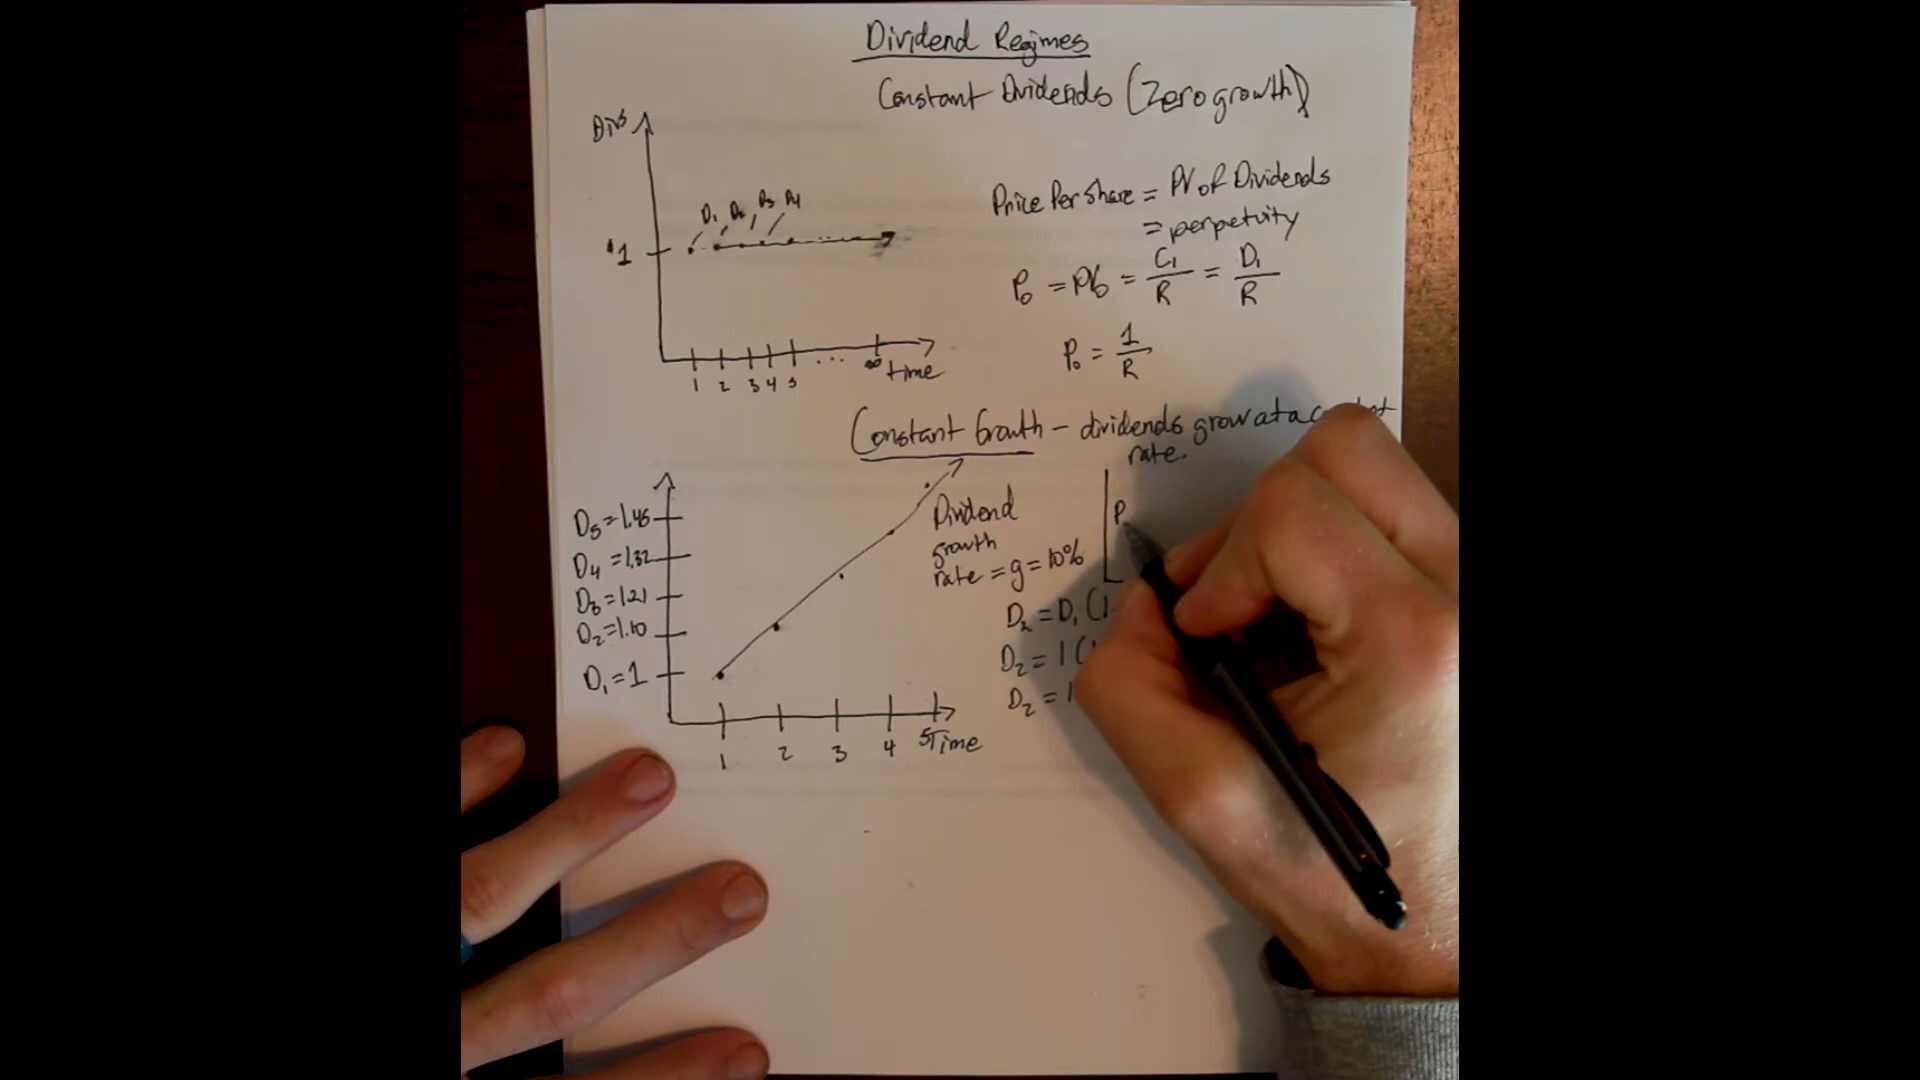 Dividend Regimes
Constant Dividends (Zero growth)
Divs
D₁ D₂ D₃ D₄
$1
1 2 3 4 5 ... ∞ time
Price Per Share = PV of Dividends
= perpetuity
P₀ = PV₀ = C₁/R = D₁/R
P₀ = 1/R
Constant Growth – dividends grow at a
rate.
D₅ = 1.46
D₄ = 1.32
D₃ = 1.21
D₂ = 1.10
D₁ = 1
1 2 3 4 5 Time
Dividend
growth
rate = g = 10%
D₂ = D₁ (1
D₂ = 1 (
D₂ = 1
P